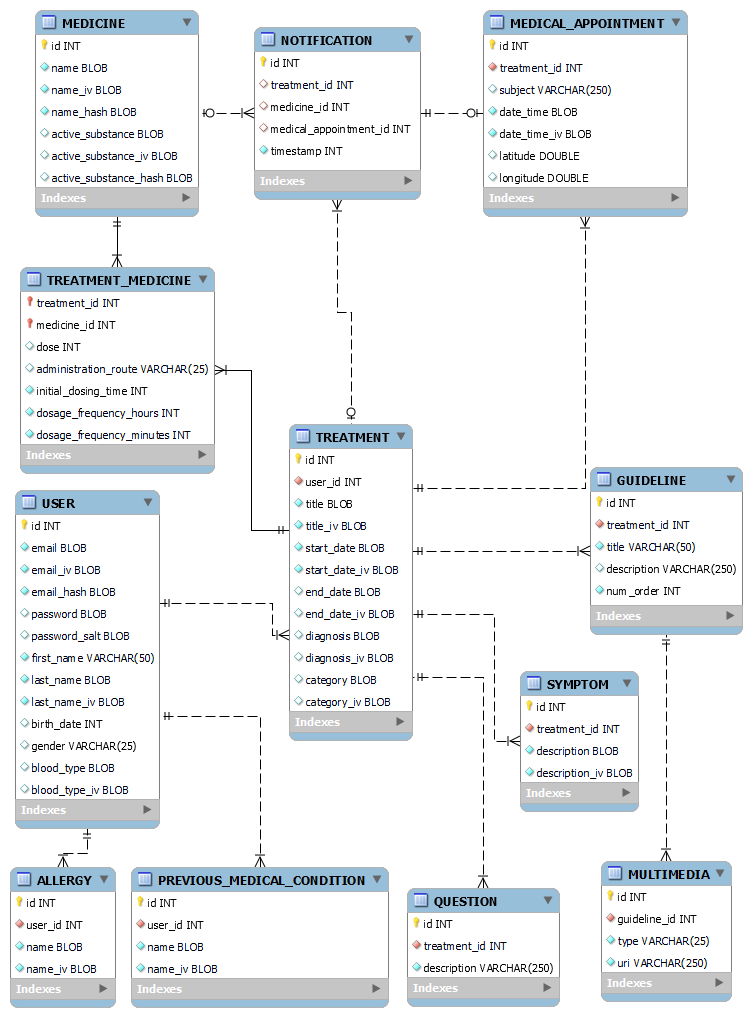 MEDICINE
id INT
name BLOB
name_iv BLOB
name_hash BLOB
active_substance BLOB
active_substance_iv BLOB
active_substance_hash BLOB
Indexes
NOTIFICATION
id INT
treatment_id INT
medicine_id INT
medical_appointment_id INT
timestamp INT
Indexes
MEDICAL_APPOINTMENT
id INT
treatment_id INT
subject VARCHAR(250)
date_time BLOB
date_time_iv BLOB
latitude DOUBLE
longitude DOUBLE
Indexes
TREATMENT_MEDICINE
treatment_id INT
medicine_id INT
dose INT
administration_route VARCHAR(25)
initial_dosing_time INT
dosage_frequency_hours INT
dosage_frequency_minutes INT
Indexes
TREATMENT
id INT
user_id INT
title BLOB
title_iv BLOB
start_date BLOB
start_date_iv BLOB
end_date BLOB
end_date_iv BLOB
diagnosis BLOB
diagnosis_iv BLOB
category BLOB
category_iv BLOB
Indexes
GUIDELINE
id INT
treatment_id INT
title VARCHAR(50)
description VARCHAR(250)
num_order INT
Indexes
USER
id INT
email BLOB
email_iv BLOB
email_hash BLOB
password BLOB
password_salt BLOB
first_name VARCHAR(50)
last_name BLOB
last_name_iv BLOB
birth_date INT
gender VARCHAR(25)
blood_type BLOB
blood_type_iv BLOB
Indexes
SYMPTOM
id INT
treatment_id INT
description BLOB
description_iv BLOB
Indexes
ALLERGY
id INT
user_id INT
name BLOB
name_iv BLOB
Indexes
PREVIOUS_MEDICAL_CONDITION
id INT
user_id INT
name BLOB
name_iv BLOB
Indexes
QUESTION
id INT
treatment_id INT
description VARCHAR(250)
Indexes
MULTIMEDIA
id INT
guideline_id INT
type VARCHAR(25)
uri VARCHAR(250)
Indexes